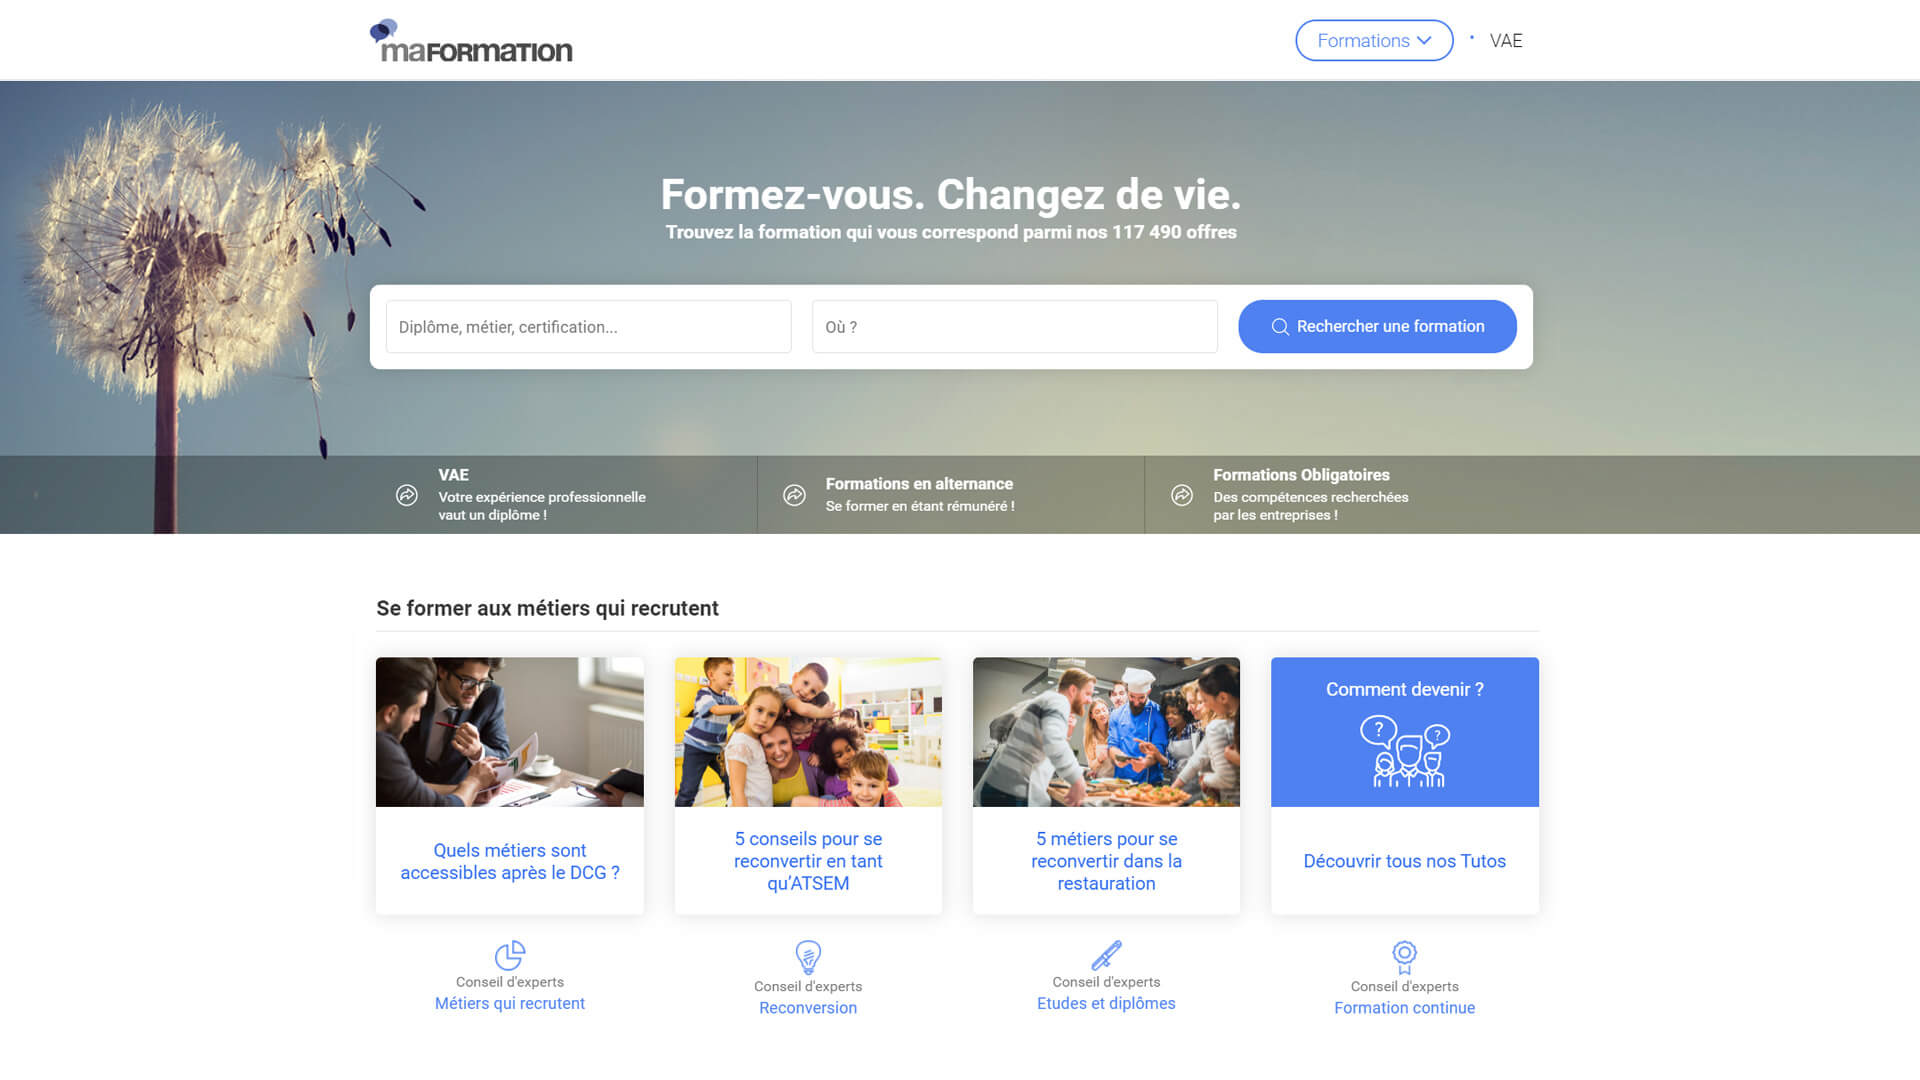 maFORMATION
Formations
VAE
Formez-vous. Changez de vie.
Trouvez la formation qui vous correspond parmi nos 117 490 offres
Diplôme, métier, certification...
Où ?
Rechercher une formation
VAE
Votre expérience professionnelle
vaut un diplôme !
Formations en alternance
Se former en étant rémunéré !
Formations Obligatoires
Des compétences recherchées
par les entreprises !
Se former aux métiers qui recrutent
Quels métiers sont
accessibles après le DCG ?
5 conseils pour se
reconvertir en tant
qu’ATSEM
5 métiers pour se
reconvertir dans la
restauration
Comment devenir ?
? ?
Découvrir tous nos Tutos
Conseil d'experts
Métiers qui recrutent
Conseil d'experts
Reconversion
Conseil d'experts
Etudes et diplômes
Conseil d'experts
Formation continue